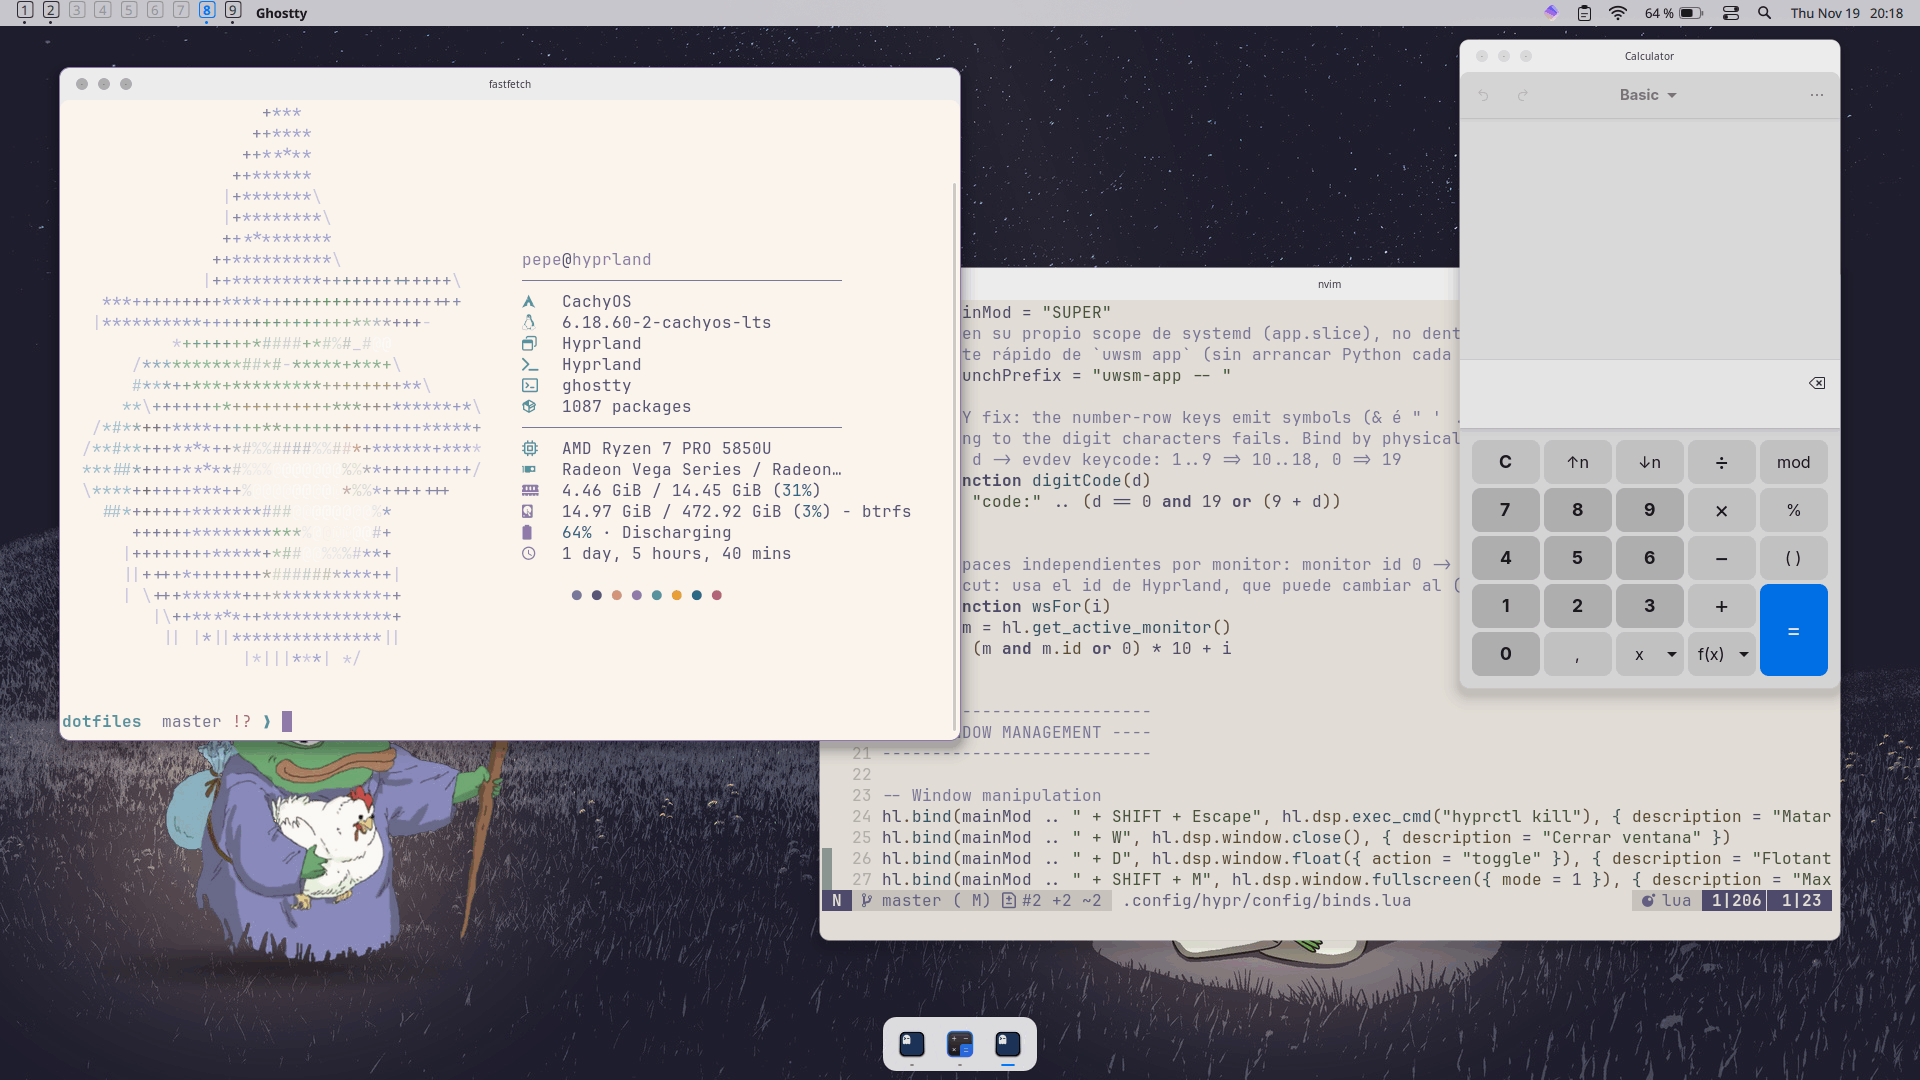 1 2 3 4 5 6 7 8 9 Ghostty
64 % Thu Nov 19 20:18
fastfetch
pepe@hyprland
CachyOS
6.18.60-2-cachyos-lts
Hyprland
Hyprland
ghostty
1087 packages
AMD Ryzen 7 PRO 5850U
Radeon Vega Series / Radeon…
4.46 GiB / 14.45 GiB (31%)
14.97 GiB / 472.92 GiB (3%) - btrfs
64% · Discharging
1 day, 5 hours, 40 mins
dotfiles master !? ❯
nvim
inMod = "SUPER"
en su propio scope de systemd (app.slice), no dent
te rápido de `uwsm app` (sin arrancar Python cada
unchPrefix = "uwsm-app -- "
Y fix: the number-row keys emit symbols (& é " ' .
ng to the digit characters fails. Bind by physical
d -> evdev keycode: 1..9 => 10..18, 0 => 19
nction digitCode(d)
"code:" .. (d == 0 and 19 or (9 + d))
paces independientes por monitor: monitor id 0 ->
cut: usa el id de Hyprland, que puede cambiar al (
nction wsFor(i)
m = hl.get_active_monitor()
(m and m.id or 0) * 10 + i
-------------------
DOW MANAGEMENT ----
21 ---------------------------
22
23 -- Window manipulation
24 hl.bind(mainMod .. " + SHIFT + Escape", hl.dsp.exec_cmd("hyprctl kill"), { description = "Matar
25 hl.bind(mainMod .. " + W", hl.dsp.window.close(), { description = "Cerrar ventana" })
26 hl.bind(mainMod .. " + D", hl.dsp.window.float({ action = "toggle" }), { description = "Flotant
27 hl.bind(mainMod .. " + SHIFT + M", hl.dsp.window.fullscreen({ mode = 1 }), { description = "Max
N master ( M) #2 +2 ~2 .config/hypr/config/binds.lua lua 1|206 1|23
Calculator
Basic
C ↑n ↓n ÷ mod
7 8 9 × %
4 5 6 − ( )
1 2 3 +
0 , x f(x) =